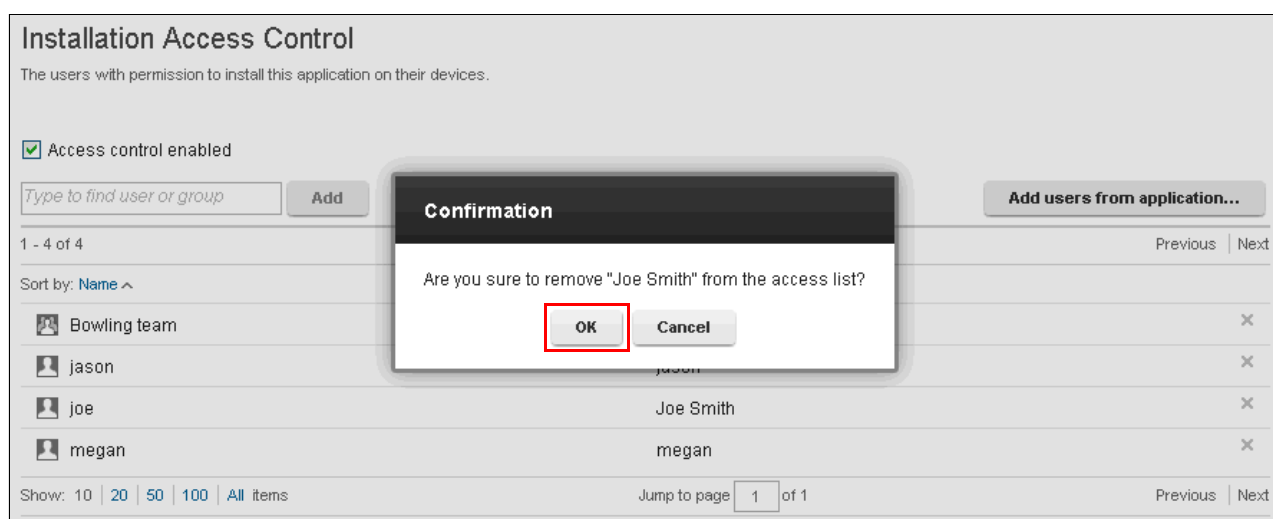 Installation Access Control
The users with permission to install this application on their devices.
Access control enabled
Type to find user or group Add Add users from application...
Confirmation
Are you sure to remove "Joe Smith" from the access list?
OK Cancel
1 - 4 of 4 Previous Next
Sort by: Name
Bowling team
jason jason
joe Joe Smith
megan megan
Show: 10 20 50 100 All items Jump to page 1 of 1 Previous Next